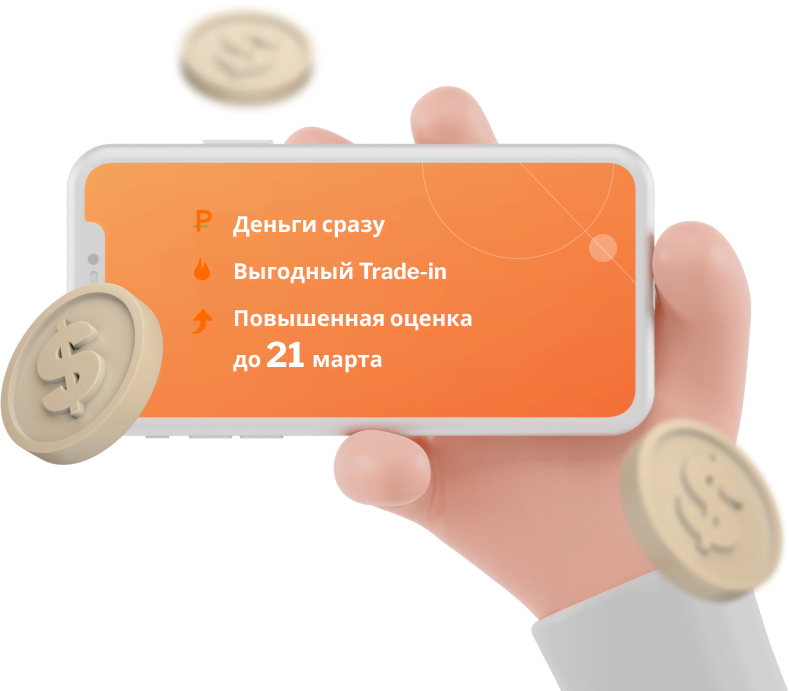 ₽ Деньги сразу
Выгодный Trade-in
Повышенная оценка
до 21 марта
$